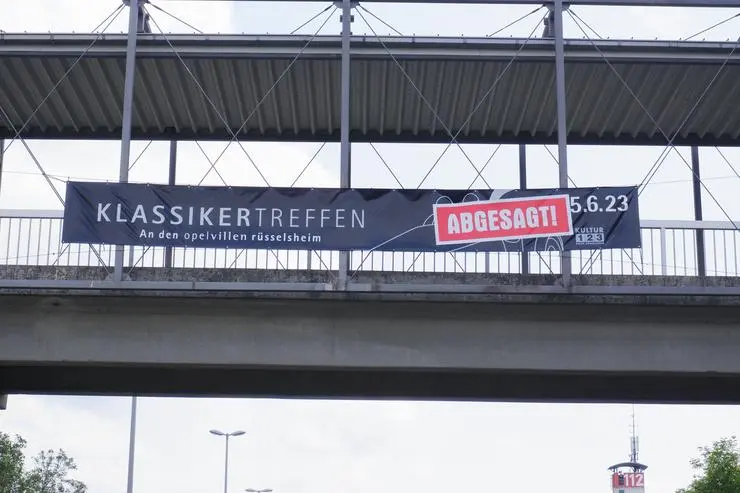 KLASSIKERTREFFEN
An den opelvillen rüsselsheim
ABGESAGT!
5.6.23
KULTUR
123
112